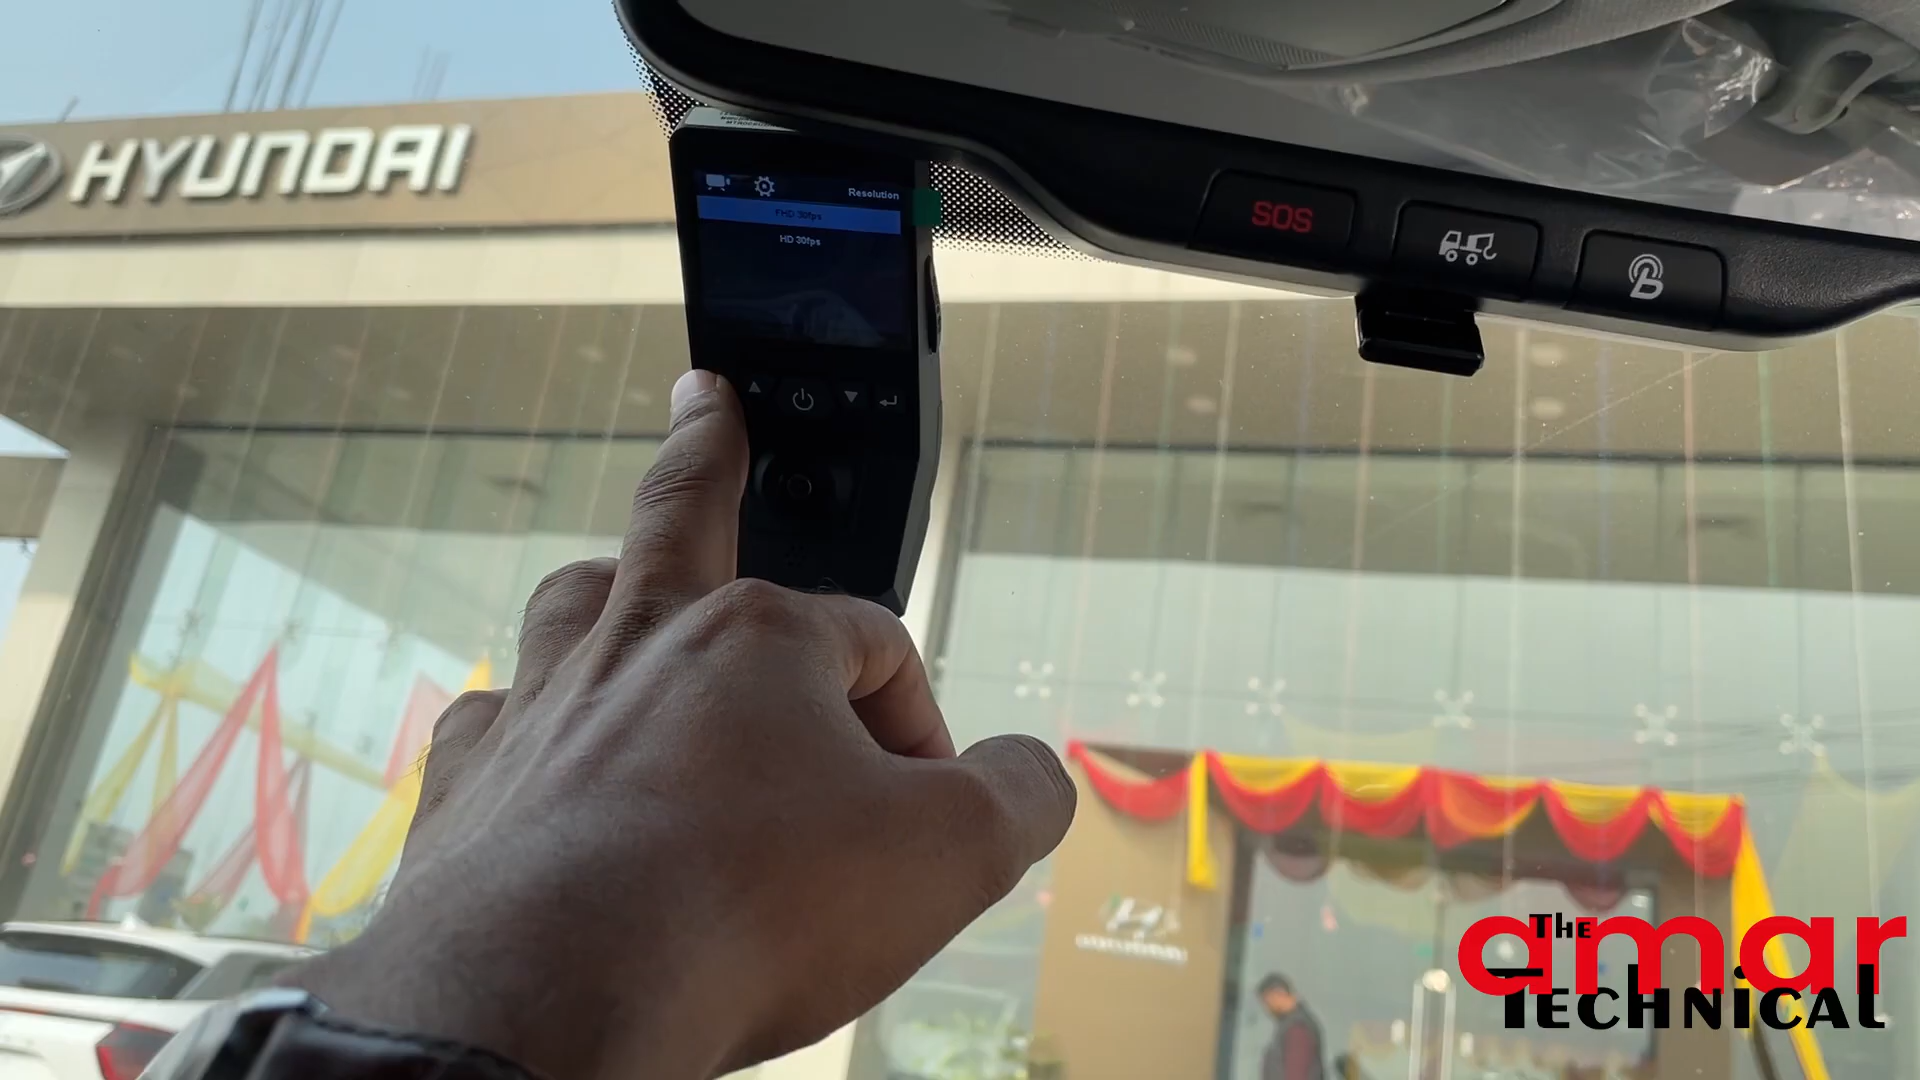 HYUNDAI
Resolution
FHD 30fps
HD 30fps
SOS
The
amar
Technical